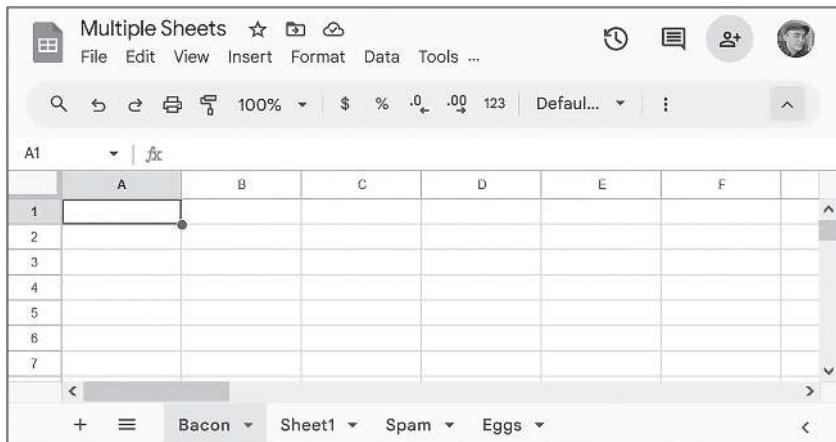 Multiple Sheets
File Edit View Insert Format Data Tools ...
100% $ % .0 .00 123 Defaul...
A1 fx
A B C D E F
1
2
3
4
5
6
7
Bacon Sheet1 Spam Eggs